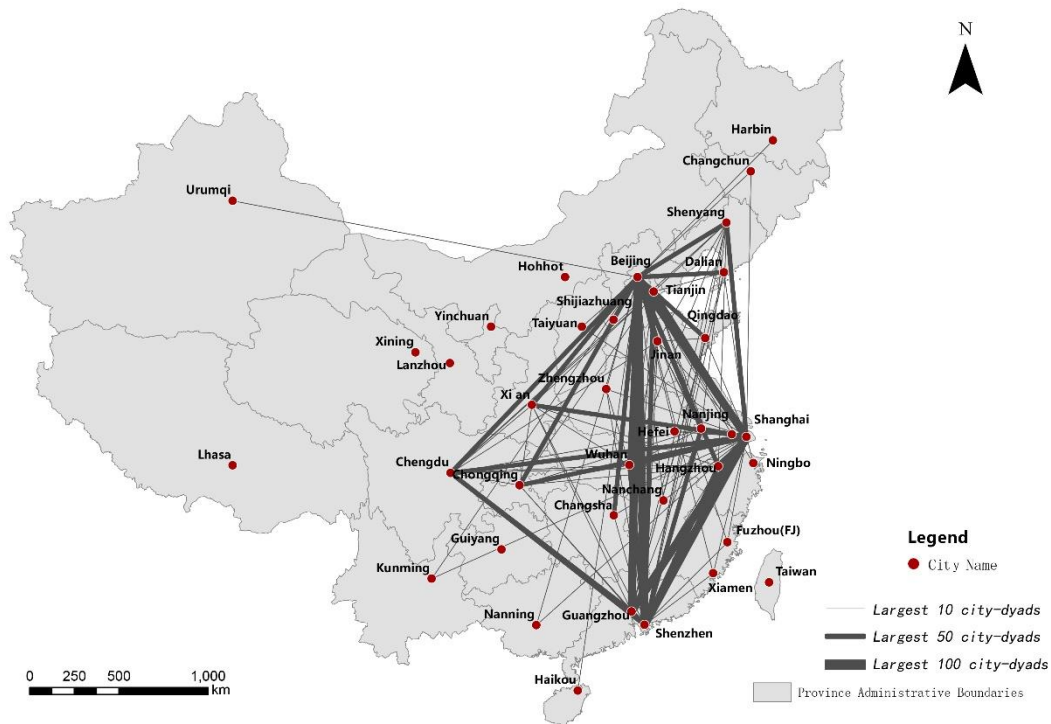 N
Harbin
Changchun
Urumqi
Shenyang
Beijing
Dalian
Hohhot
Tianjin
Shijiazhuang
Yinchuan
Taiyuan
Qingdao
Xining
Jinan
Lanzhou
Zhengzhou
Xi an
Nanjing
Shanghai
Hefei
Lhasa
Chengdu
Wuhan
Hangzhou
Ningbo
Chongqing
Nanchang
Changsha
Guiyang
Fuzhou(FJ)
Kunming
Taiwan
Xiamen
Nanning
Guangzhou
Shenzhen
Haikou
Legend
City Name
Largest 10 city-dyads
Largest 50 city-dyads
Largest 100 city-dyads
Province Administrative Boundaries
0 250 500 1,000
km